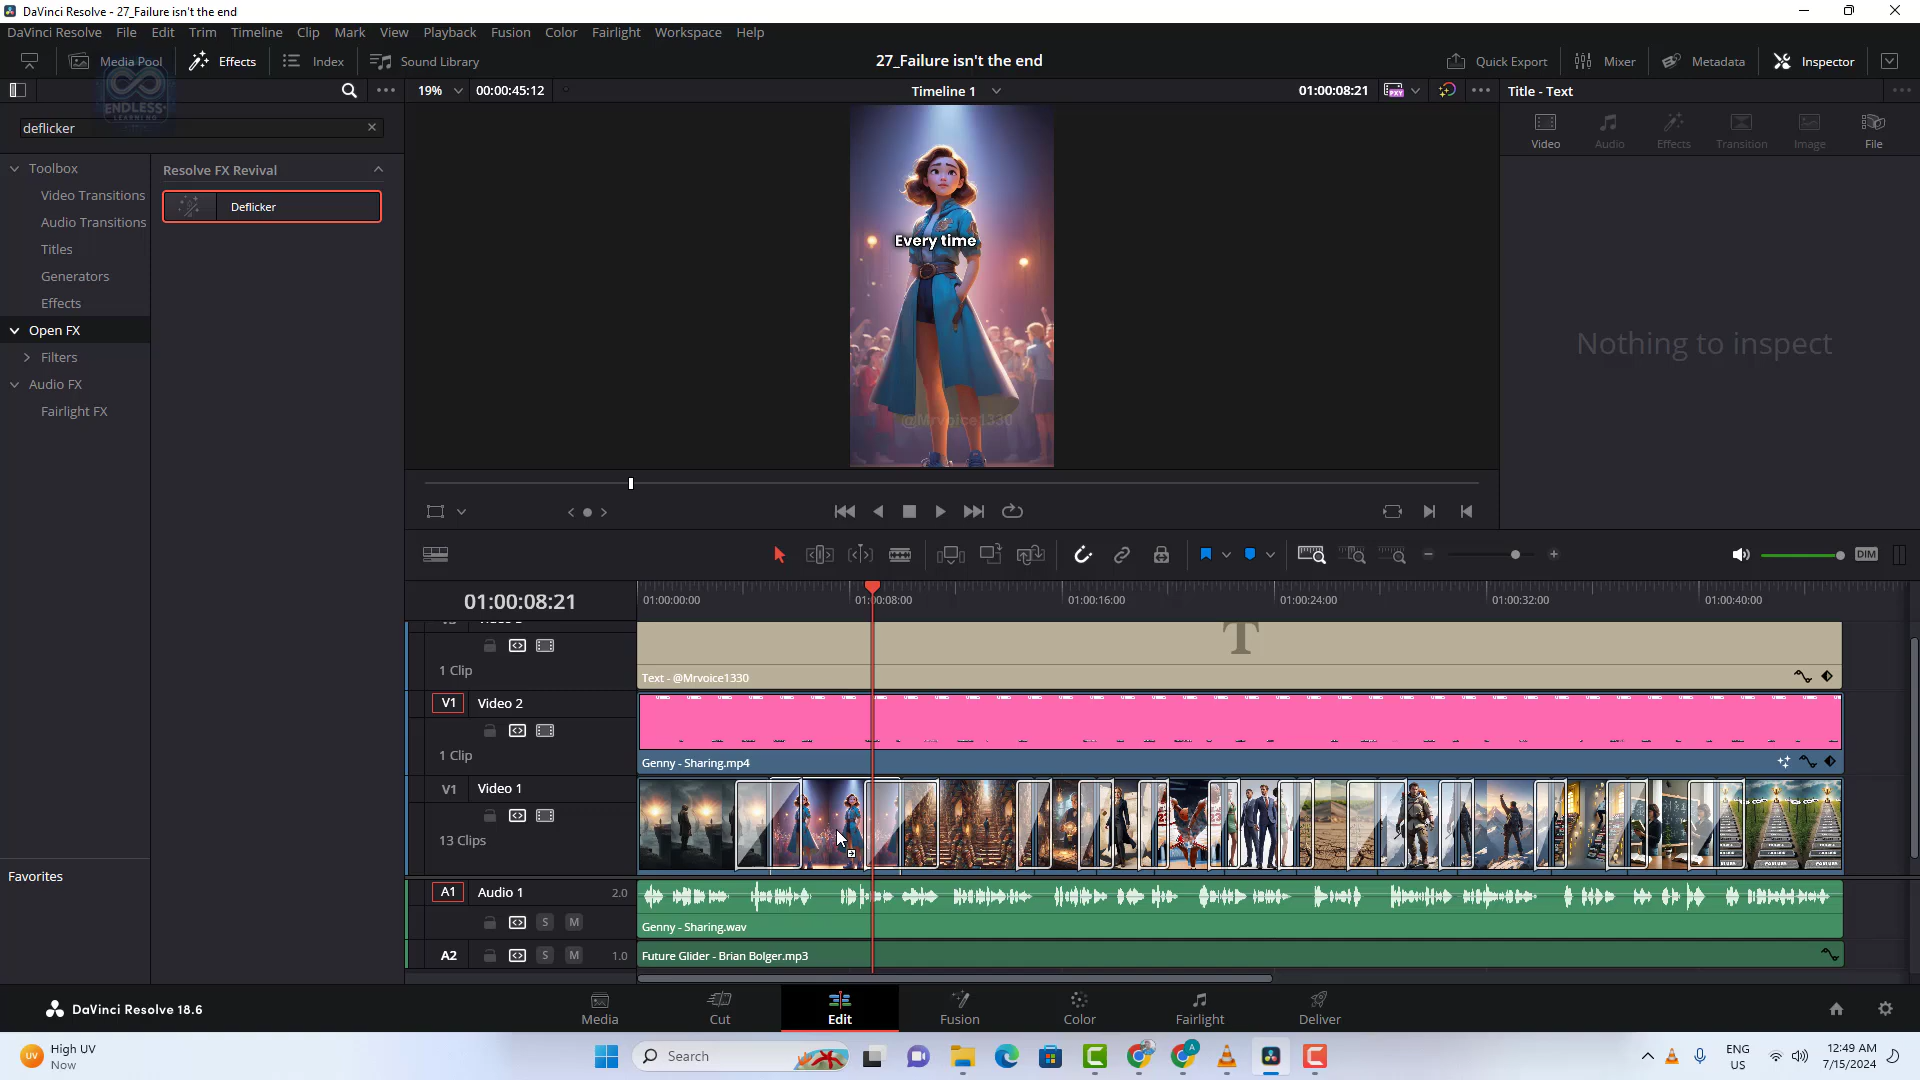 DaVinci Resolve - 27_Failure isn't the end
DaVinci Resolve File Edit Trim Timeline Clip Mark View Playback Fusion Color Fairlight Workspace Help
Media Pool Effects Index Sound Library
27_Failure isn't the end
Quick Export Mixer Metadata Inspector
ENDLESS
LEARNING
19% 00:00:45:12
Timeline 1
01:00:08:21
PXY
Title - Text
deflicker
Toolbox
Video Transitions
Audio Transitions
Titles
Generators
Effects
Open FX
Filters
Audio FX
Fairlight FX
Favorites
Resolve FX Revival
Deflicker
Every time
@Mrvoice1330
Video Audio Effects Transition Image File
Nothing to inspect
DIM
01:00:08:21
01:00:00:00 01:00:08:00 01:00:16:00 01:00:24:00 01:00:32:00 01:00:40:00
1 Clip
T
Text - @Mrvoice1330
V1 Video 2
1 Clip
Genny - Sharing.mp4
V1 Video 1
13 Clips
A1 Audio 1 2.0
S M
Genny - Sharing.wav
A2 S M 1.0
Future Glider - Brian Bolger.mp3
DaVinci Resolve 18.6
Media Cut Edit Fusion Color Fairlight Deliver
UV
High UV
Now
Search
A
ENG
US
12:49 AM
7/15/2024